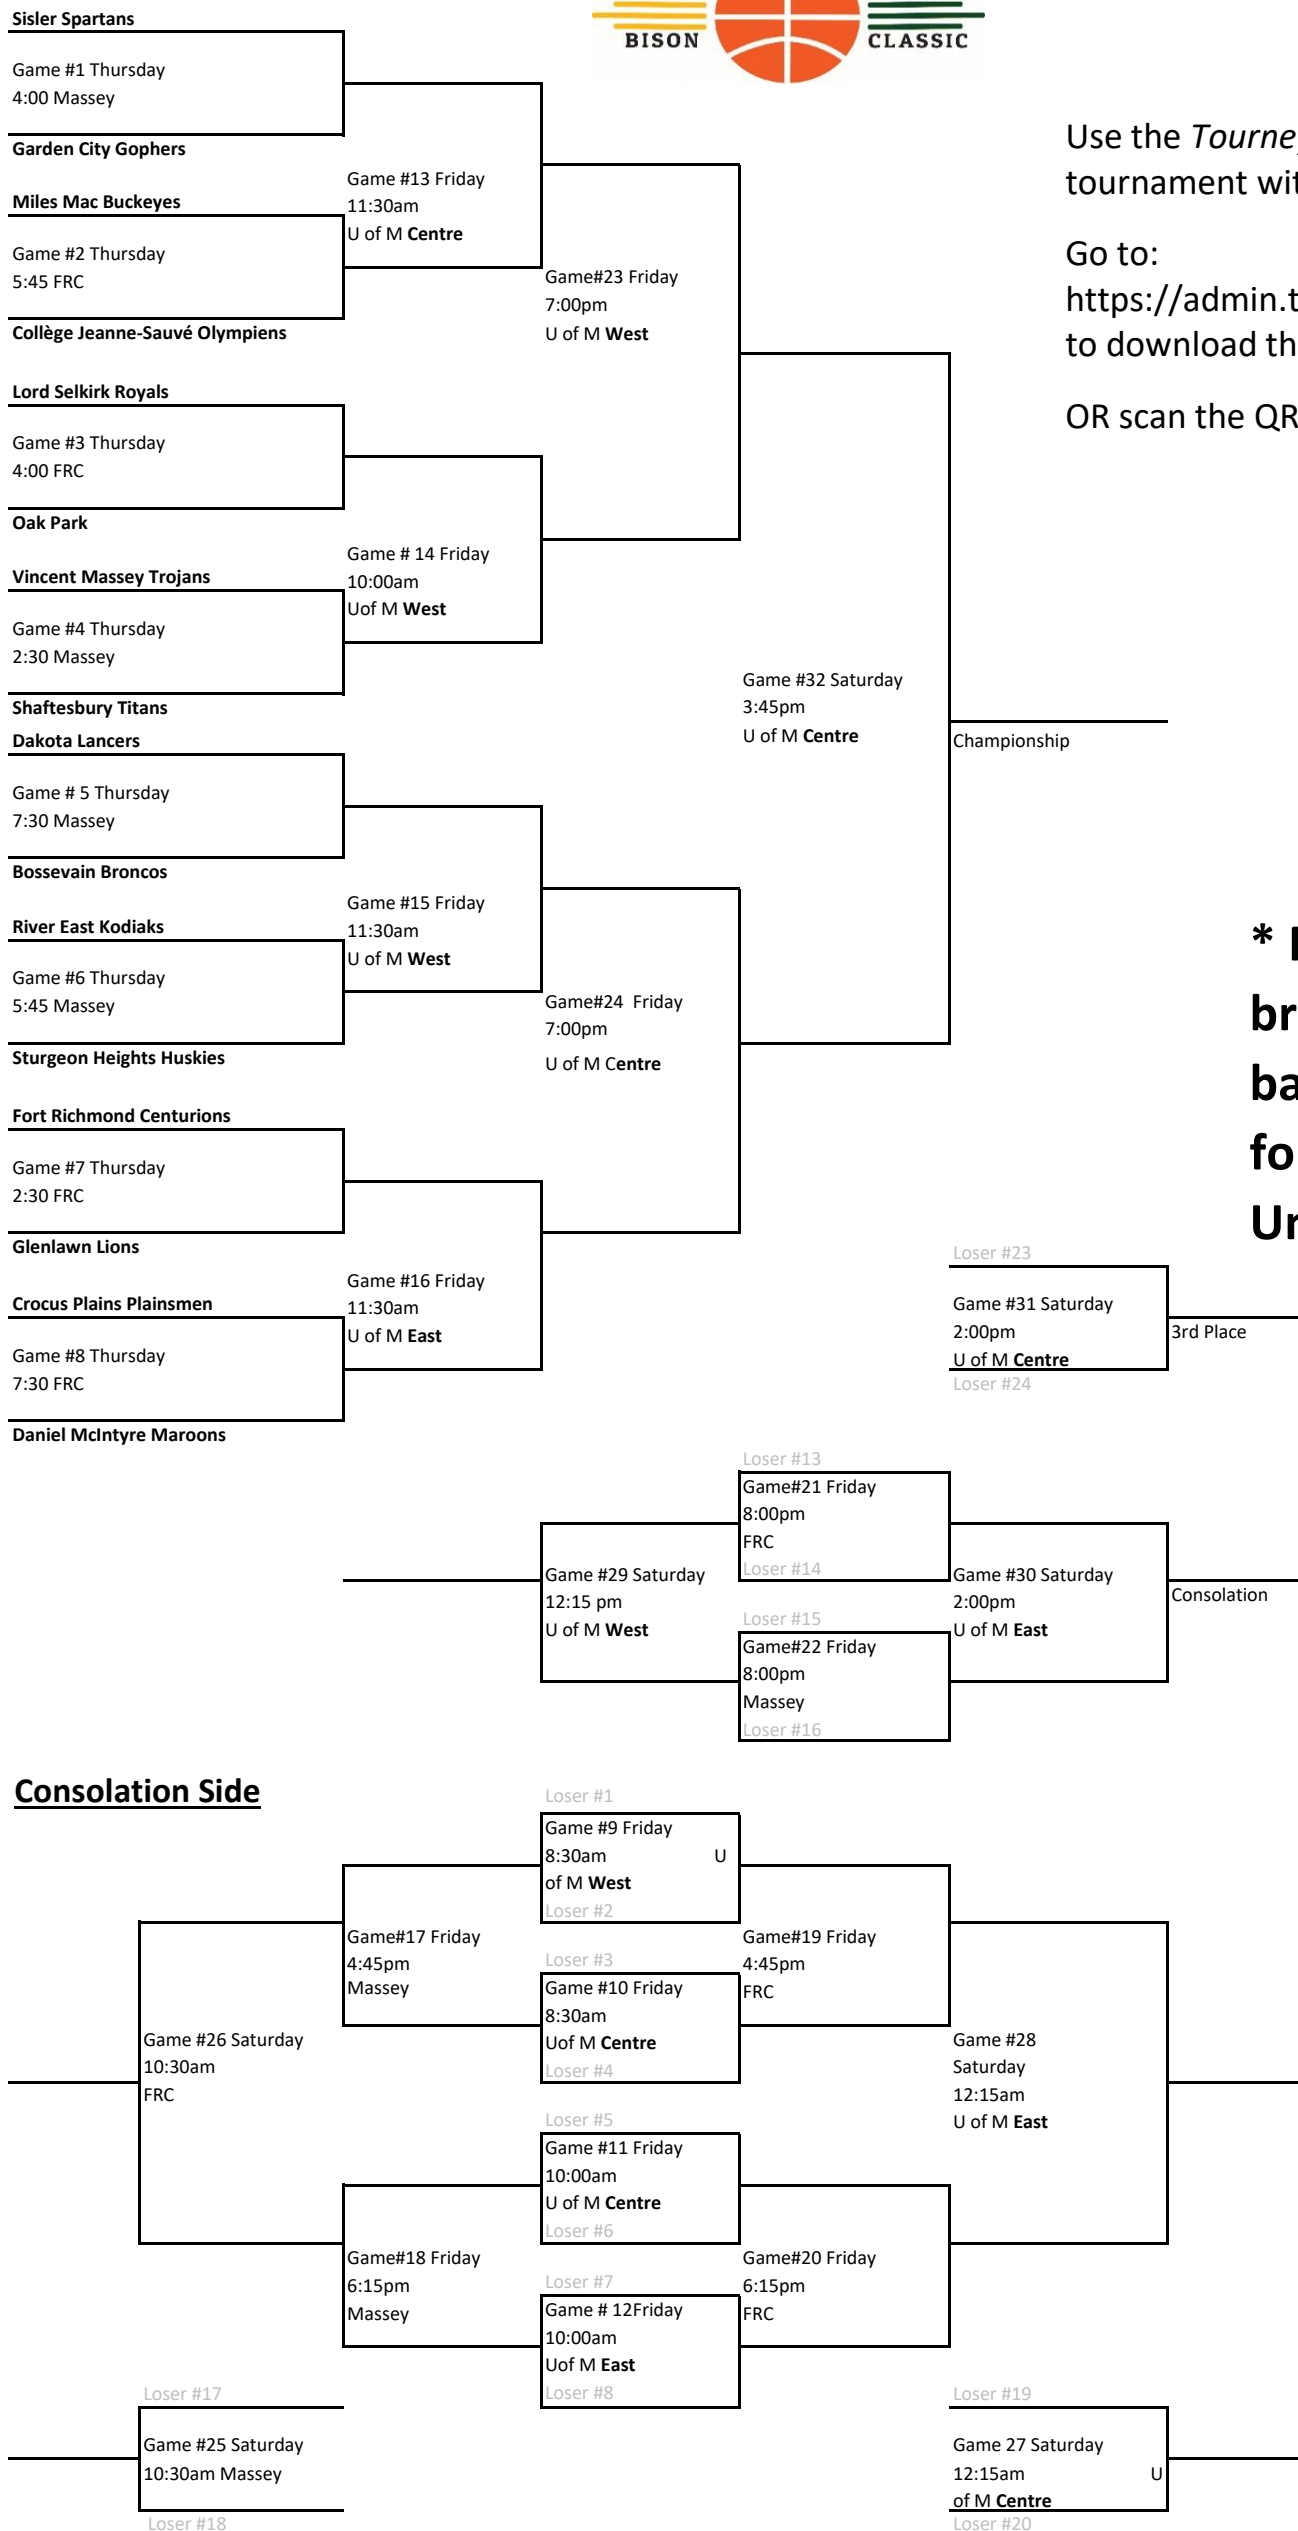 Sisler Spartans
BISON
CLASSIC
Game #1 Thursday
4:00 Massey
Garden City Gophers
Use the
tournament
Game #13 Friday
11:30am
U of M Centre
Miles Mac Buckeyes
Game #2 Thursday
5:45 FRC
Collège Jeanne-Sauvé Olympiens
Go to:
https://admin.t
to download
Game#23 Friday
7:00pm
U of M West
OR scan the QR
Lord Selkirk Royals
Game #3 Thursday
4:00 FRC
Oak Park
Game # 14 Friday
10:00am
Uof M West
Vincent Massey Trojans
Game #4 Thursday
2:30 Massey
Shaftesbury Titans
Game #32 Saturday
3:45pm
U of M Centre
Championship
Dakota Lancers
Game # 5 Thursday
7:30 Massey
Bossevain Broncos
Game #15 Friday
11:30am
U of M West
River East Kodiaks
Game #6 Thursday
5:45 Massey
Sturgeon Heights Huskies
Game#24 Friday
7:00pm
U of M Centre
*
br
ba
fo
Fort Richmond Centurions
Game #7 Thursday
2:30 FRC
Glenlawn Lions
Game #16 Friday
11:30am
U of M East
Crocus Plains Plainsmen
Game #8 Thursday
7:30 FRC
Daniel McIntyre Maroons
Loser #23
Game #31 Saturday
2:00pm
U of M Centre
Loser #24
3rd Place
Loser #13
Game#21 Friday
8:00pm
FRC
Loser #14
Game #29 Saturday
12:15 pm
U of M West
Game #30 Saturday
2:00pm
U of M East
Consolation
Loser #15
Game#22 Friday
8:00pm
Massey
Loser #16
Consolation Side
Loser #1
Game #9 Friday
8:30am U
of M West
Loser #2
Game#17 Friday
4:45pm
Massey
Game#19 Friday
4:45pm
FRC
Loser #3
Game #10 Friday
8:30am
Uof M Centre
Loser #4
Game #26 Saturday
10:30am
FRC
Game #28
Saturday
12:15am
U of M East
Loser #5
Game #11 Friday
10:00am
U of M Centre
Loser #6
Game#18 Friday
6:15pm
Massey
Game#20 Friday
6:15pm
FRC
Loser #7
Game # 12Friday
10:00am
Uof M East
Loser #8
Loser #17
Game #25 Saturday
10:30am Massey
Loser #18
Loser #19
Game 27 Saturday
12:15am U
of M Centre
Loser #20